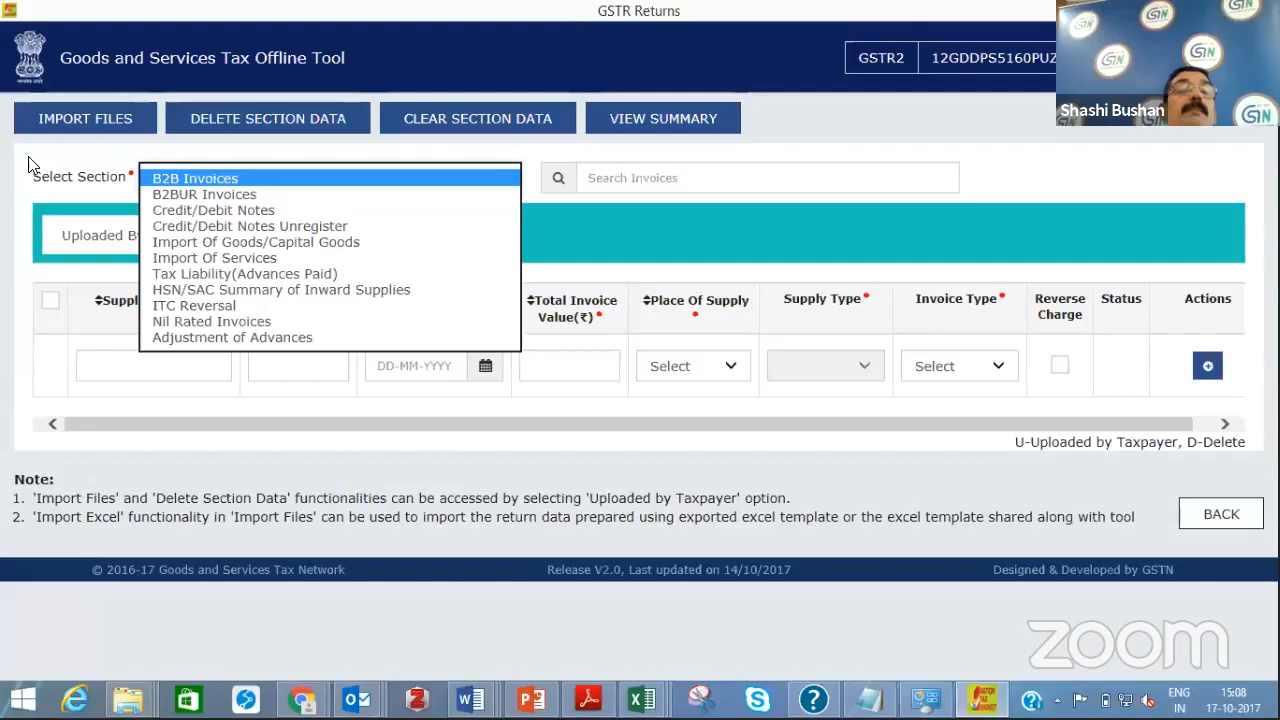 GSTR Returns
Goods and Services Tax Offline Tool
GSTR2
12GDDPS5160PUZ
Shashi Bushan
IMPORT FILES
DELETE SECTION DATA
CLEAR SECTION DATA
VIEW SUMMARY
Select Section •
B2B Invoices
B2BUR Invoices
Credit/Debit Notes
Credit/Debit Notes Unregister
Import Of Goods/Capital Goods
Import Of Services
Tax Liability(Advances Paid)
HSN/SAC Summary of Inward Supplies
ITC Reversal
Nil Rated Invoices
Adjustment of Advances
Search Invoices
Uploaded B
Suppl
Total Invoice
Value(₹) •
Place Of Supply
•
Supply Type •
Invoice Type •
Reverse
Charge
Status
Actions
DD-MM-YYYY
Select
Select
U-Uploaded by Taxpayer, D-Delete
Note:
1. 'Import Files' and 'Delete Section Data' functionalities can be accessed by selecting 'Uploaded by Taxpayer' option.
2. 'Import Excel' functionality in 'Import Files' can be used to import the return data prepared using exported excel template or the excel template shared along with tool
BACK
© 2016-17 Goods and Services Tax Network
Release V2.0, Last updated on 14/10/2017
Designed & Developed by GSTN
zoom
ENG
IN
15:08
17-10-2017